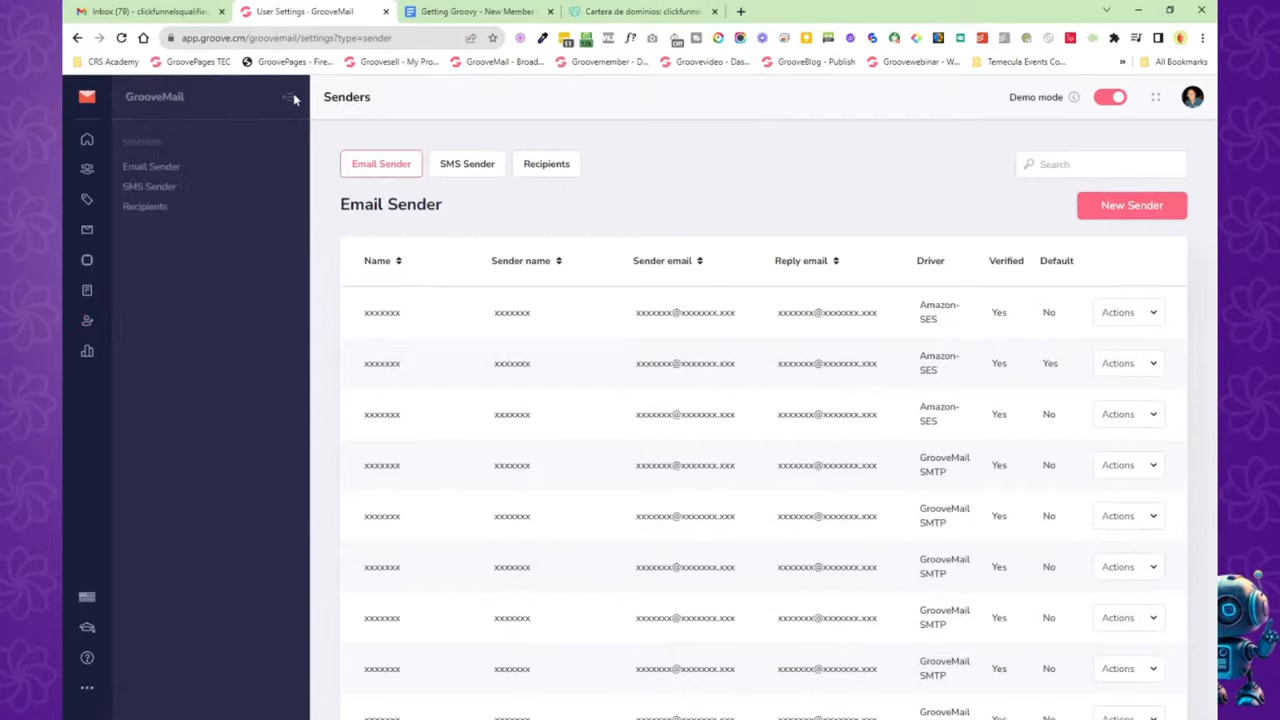 Inbox (79) - clickfunnelsqualifie
User Settings - GrooveMail
Getting Groovy - New Member
Cartera de dominios: clickfunnel
app.groove.cm/groovemail/settings?type=sender
CRS Academy
GroovePages TEC
GroovePages - Fire...
Groovesell - My Pro...
GrooveMail - Broad...
Groovemember - D...
Groovevideo - Das...
GrooveBlog - Publish
Groovewebinar - W...
Temecula Events Co...
»
All Bookmarks
GrooveMail
Senders
Demo mode
SENDERS
Email Sender
SMS Sender
Recipients
Email Sender
SMS Sender
Recipients
Search
Email Sender
New Sender
Name
Sender name
Sender email
Reply email
Driver
Verified
Default
xxxxxxx xxxxxxx xxxxxxx@xxxxxxx.xxx xxxxxxx@xxxxxxx.xxx Amazon-SES Yes No Actions
xxxxxxx xxxxxxx xxxxxxx@xxxxxxx.xxx xxxxxxx@xxxxxxx.xxx Amazon-SES Yes Yes Actions
xxxxxxx xxxxxxx xxxxxxx@xxxxxxx.xxx xxxxxxx@xxxxxxx.xxx Amazon-SES Yes No Actions
xxxxxxx xxxxxxx xxxxxxx@xxxxxxx.xxx xxxxxxx@xxxxxxx.xxx GrooveMail SMTP Yes No Actions
xxxxxxx xxxxxxx xxxxxxx@xxxxxxx.xxx xxxxxxx@xxxxxxx.xxx GrooveMail SMTP Yes No Actions
xxxxxxx xxxxxxx xxxxxxx@xxxxxxx.xxx xxxxxxx@xxxxxxx.xxx GrooveMail SMTP Yes No Actions
xxxxxxx xxxxxxx xxxxxxx@xxxxxxx.xxx xxxxxxx@xxxxxxx.xxx GrooveMail SMTP Yes No Actions
xxxxxxx xxxxxxx xxxxxxx@xxxxxxx.xxx xxxxxxx@xxxxxxx.xxx GrooveMail SMTP Yes No Actions
GrooveMail